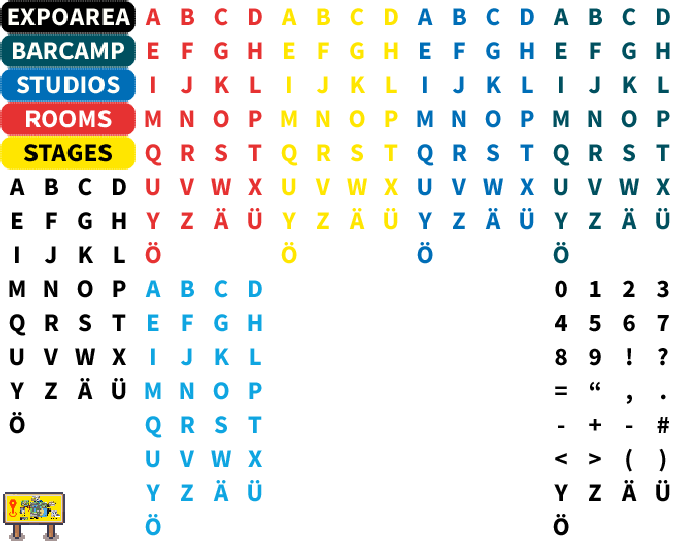 EXPOAREA A B C D A B C D A B C D A B C D
BARCAMP E F G H E F G H E F G H E F G H
STUDIOS I J K L I J K L I J K L I J K L
ROOMS M N O P M N O P M N O P M N O P
STAGES Q R S T Q R S T Q R S T Q R S T
A B C D U V W X U V W X U V W X U V W X
E F G H Y Z Ä Ü Y Z Ä Ü Y Z Ä Ü Y Z Ä Ü
I J K L Ö Ö Ö Ö
M N O P A B C D 0 1 2 3
Q R S T E F G H 4 5 6 7
U V W X I J K L 8 9 ! ?
Y Z Ä Ü M N O P = “ , .
Ö Q R S T - + - #
U V W X < > ( )
Y Z Ä Ü Y Z Ä Ü
Ö Ö